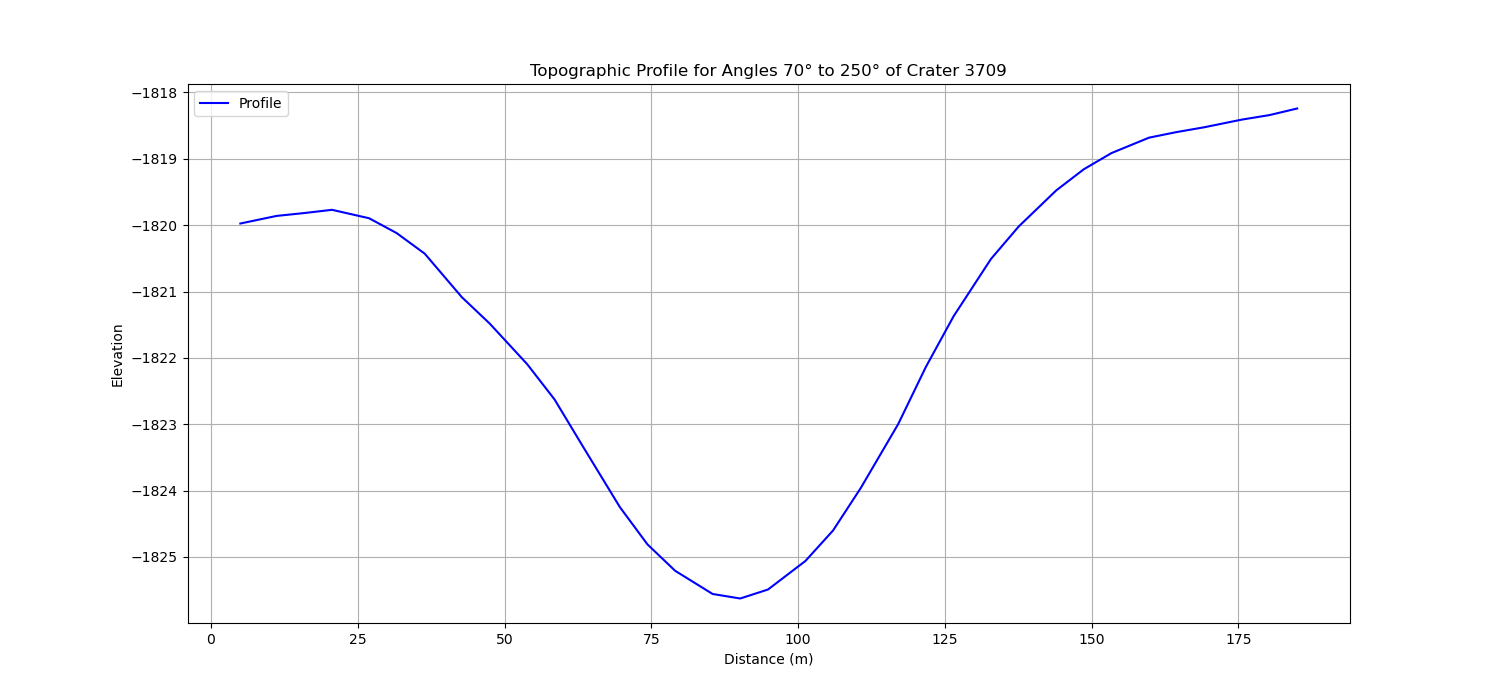 Topographic Profile for Angles 70° to 250° of Crater 3709
Profile
−1818
−1819
−1820
−1821
−1822
−1823
−1824
−1825
Elevation
0 25 50 75 100 125 150 175
Distance (m)